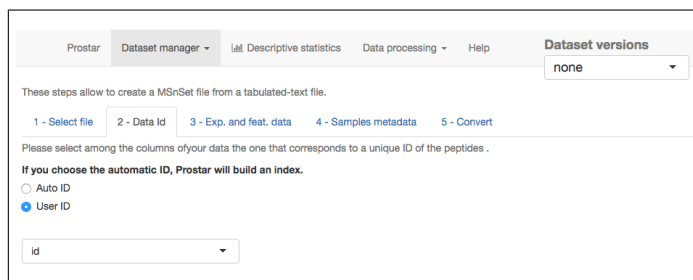 Prostar Dataset manager Descriptive statistics Data processing Help Dataset versions
none
These steps allow to create a MSnSet file from a tabulated-text file.
1 - Select file 2 - Data Id 3 - Exp. and feat. data 4 - Samples metadata 5 - Convert
Please select among the columns ofyour data the one that corresponds to a unique ID of the peptides .
If you choose the automatic ID, Prostar will build an index.
Auto ID
User ID
id